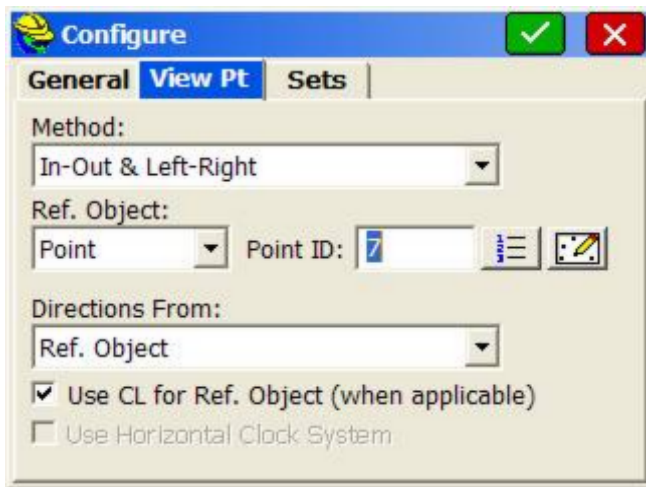 Configure
General View Pt Sets
Method:
In-Out & Left-Right
Ref. Object:
Point Point ID: 7
Directions From:
Ref. Object
Use CL for Ref. Object (when applicable)
Use Horizontal Clock System